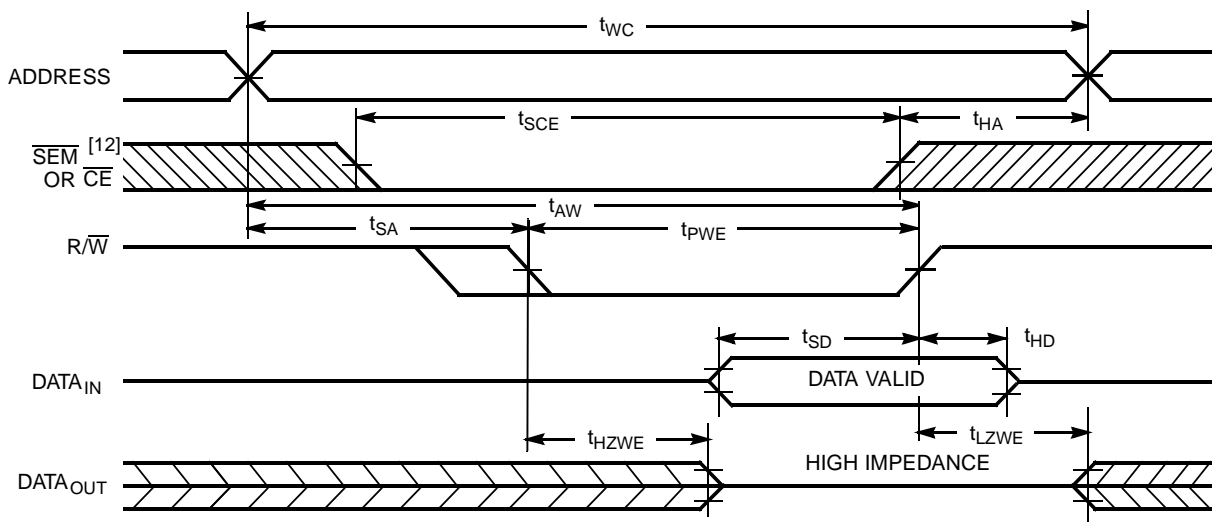 tWC
ADDRESS
tSCE
tHA
SEM [12]
OR CE
tAW
tSA
tPWE
R/W
tSD
tHD
DATAIN
DATA VALID
tHZWE
tLZWE
HIGH IMPEDANCE
DATAOUT